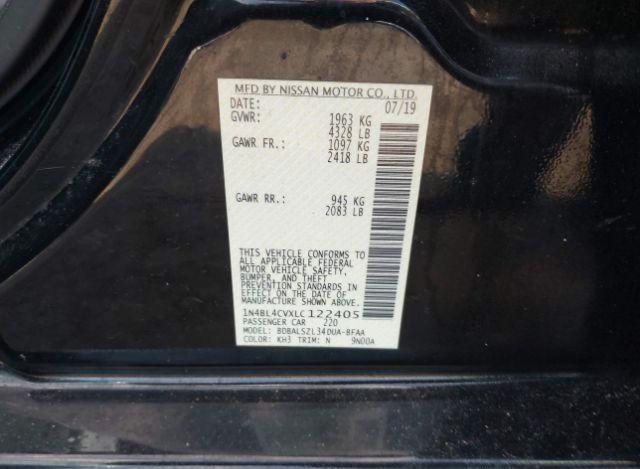 MFD BY NISSAN MOTOR CO., LTD.
DATE: 07/19
GVWR: 1963 KG
4328 LB
GAWR FR.: 1097 KG
2418 LB
GAWR RR.: 945 KG
2083 LB
THIS VEHICLE CONFORMS TO
ALL APPLICABLE FEDERAL
MOTOR VEHICLE SAFETY,
BUMPER, AND THEFT
PREVENTION STANDARDS IN
EFFECT ON THE DATE OF
MANUFACTURE SHOWN ABOVE.
1N4BL4CVXLC122405
PASSENGER CAR 220
MODEL: BDBALSZL34DUA-BFAA
COLOR: KH3 TRIM: N 9N00A